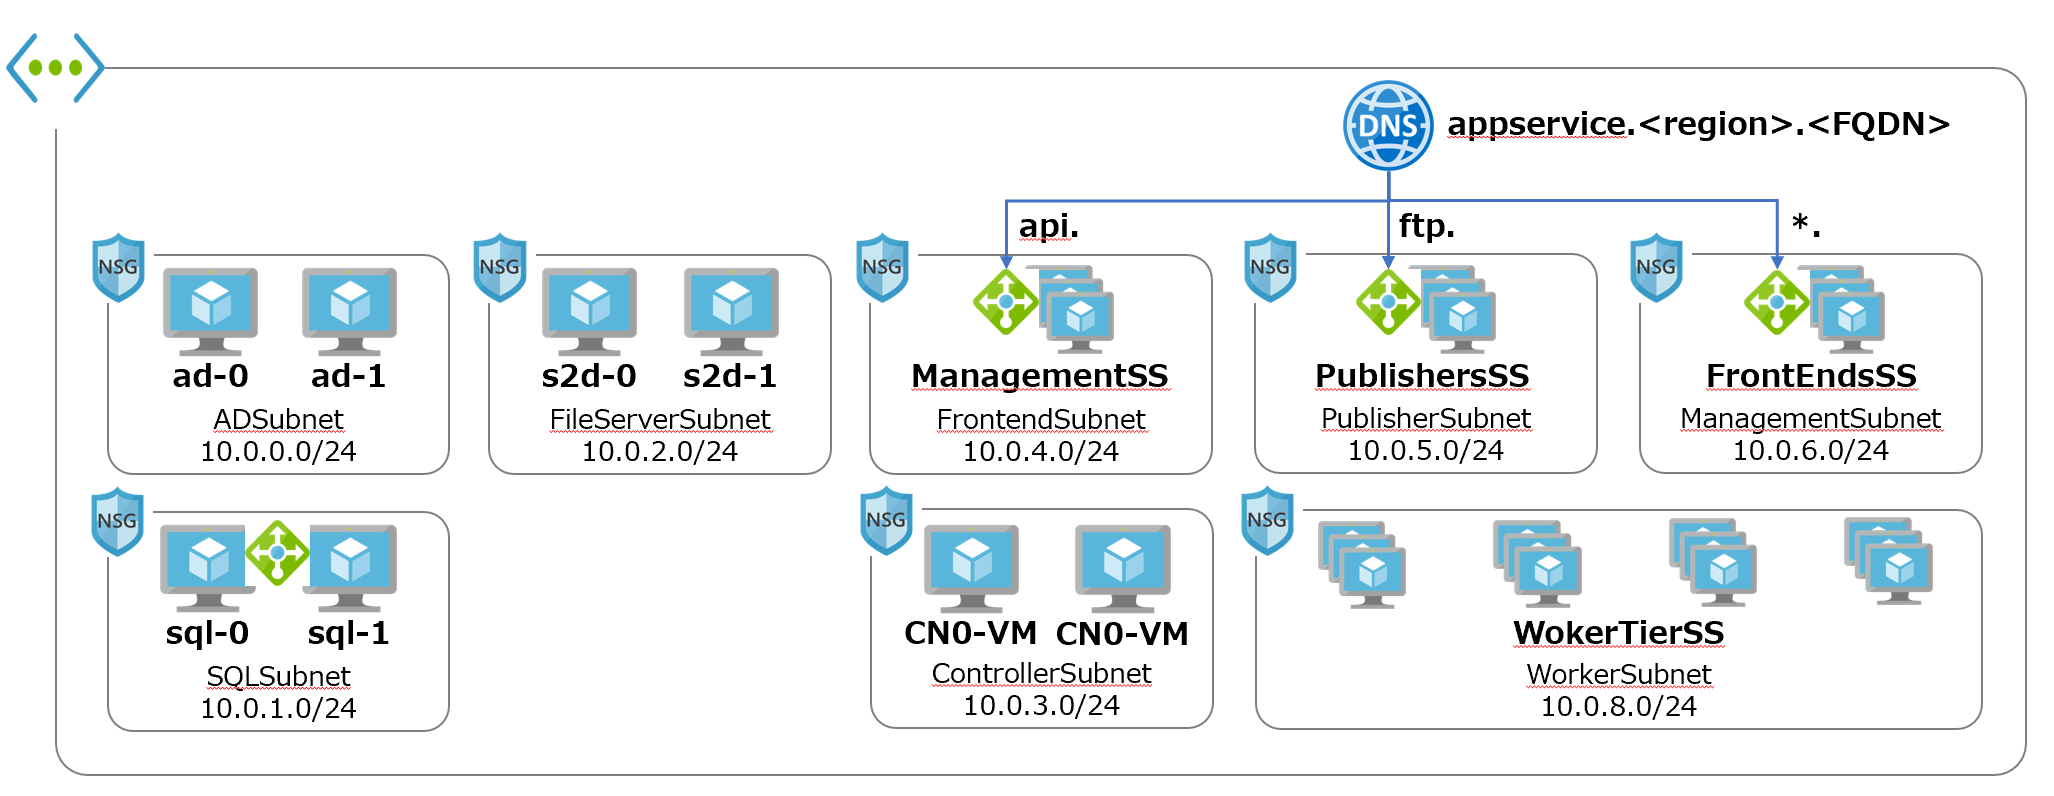 DNS
appservice.<region>.<FQDN>
api.
ftp.
*.
NSG
ad-0
ad-1
ADSubnet
10.0.0.0/24
NSG
s2d-0
s2d-1
FileServerSubnet
10.0.2.0/24
NSG
ManagementSS
FrontendSubnet
10.0.4.0/24
NSG
PublishersSS
PublisherSubnet
10.0.5.0/24
NSG
FrontEndsSS
ManagementSubnet
10.0.6.0/24
NSG
sql-0
sql-1
SQLSubnet
10.0.1.0/24
NSG
CN0-VM
CN0-VM
ControllerSubnet
10.0.3.0/24
NSG
WokerTierSS
WorkerSubnet
10.0.8.0/24